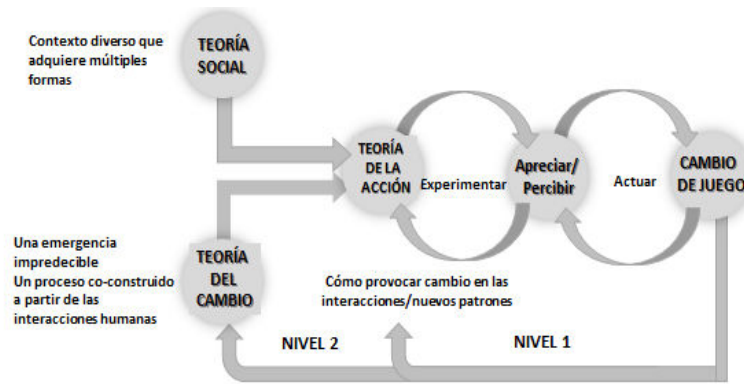 Contexto diverso que
adquiere múltiples
formas
TEORÍA
SOCIAL
TEORÍA
DE LA
ACCIÓN
Experimentar
Apreciar/
Percibir
Actuar
CAMBIO
DE JUEGO
Una emergencia
impredecible
Un proceso co-construido
a partir de las
interacciones humanas
TEORÍA
DEL
CAMBIO
Cómo provocar cambio en las
interacciones/nuevos patrones
NIVEL 2
NIVEL 1